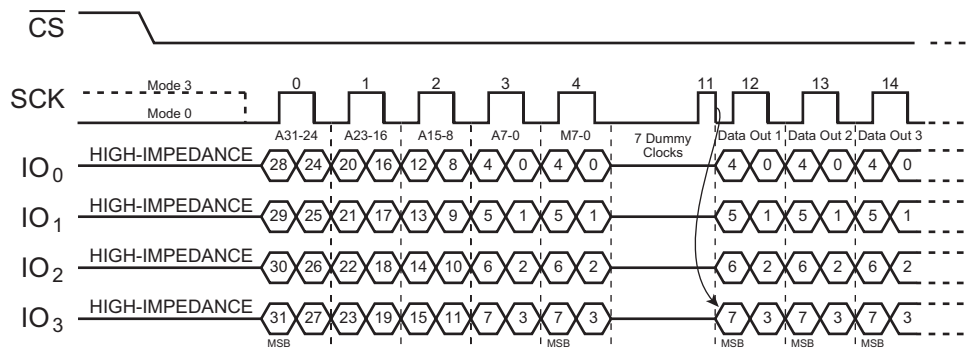 CS
SCK Mode 3 0 1 2 3 4 11 12 13 14
Mode 0
A31-24 A23-16 A15-8 A7-0 M7-0 7 Dummy Clocks Data Out 1 Data Out 2 Data Out 3
IO0 HIGH-IMPEDANCE 28 24 20 16 12 8 4 0 4 0 4 0 4 0 4 0
IO1 HIGH-IMPEDANCE 29 25 21 17 13 9 5 1 5 1 5 1 5 1 5 1
IO2 HIGH-IMPEDANCE 30 26 22 18 14 10 6 2 6 2 6 2 6 2 6 2
IO3 HIGH-IMPEDANCE 31 27 23 19 15 11 7 3 7 3 7 3 7 3 7 3
MSB MSB MSB MSB MSB